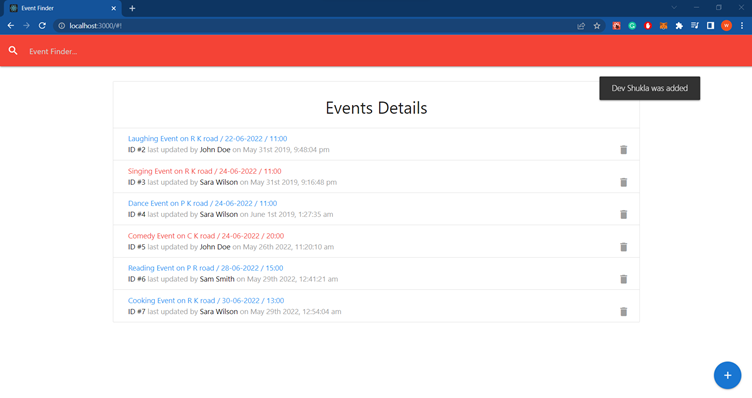 Event Finder
localhost:3000/#!
W
Event Finder...
Dev Shukla was added
Events Details
Laughing Event on R K road / 22-06-2022 / 11:00
ID #2 last updated by John Doe on May 31st 2019, 9:48:04 pm
Singing Event on R K road / 24-06-2022 / 11:00
ID #3 last updated by Sara Wilson on May 31st 2019, 9:16:48 pm
Dance Event on P K road / 24-06-2022 / 11:00
ID #4 last updated by Sara Wilson on June 1st 2019, 1:27:35 am
Comedy Event on C K road / 24-06-2022 / 20:00
ID #5 last updated by John Doe on May 26th 2022, 11:20:10 am
Reading Event on P R road / 28-06-2022 / 15:00
ID #6 last updated by Sam Smith on May 29th 2022, 12:41:21 am
Cooking Event on R K road / 30-06-2022 / 13:00
ID #7 last updated by Sara Wilson on May 29th 2022, 12:54:04 am